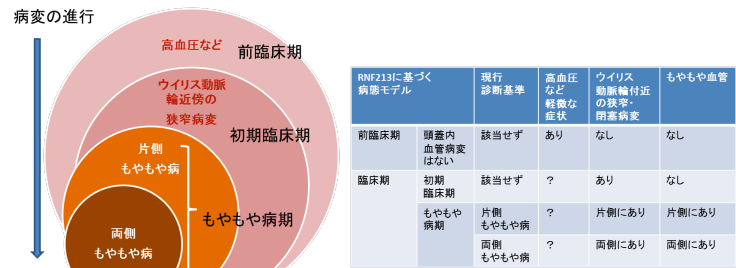 病変の進行
高血圧など
前臨床期
ウイリス動脈
輪近傍の
狭窄病変
初期臨床期
片側
もやもや病
もやもや病期
両側
もやもや病
RNF213に基づく
病態モデル
現行
診断基準
高血圧
など
軽微な
症状
ウイリス
動脈輪付近
の狭窄・
閉塞病変
もやもや血管
前臨床期
頭蓋内
血管病変
はない
該当せず
あり
なし
なし
臨床期
初期
臨床期
該当せず
?
あり
なし
もやもや
病期
片側
もやもや病
?
片側にあり
片側にあり
両側
もやもや病
?
両側にあり
両側にあり